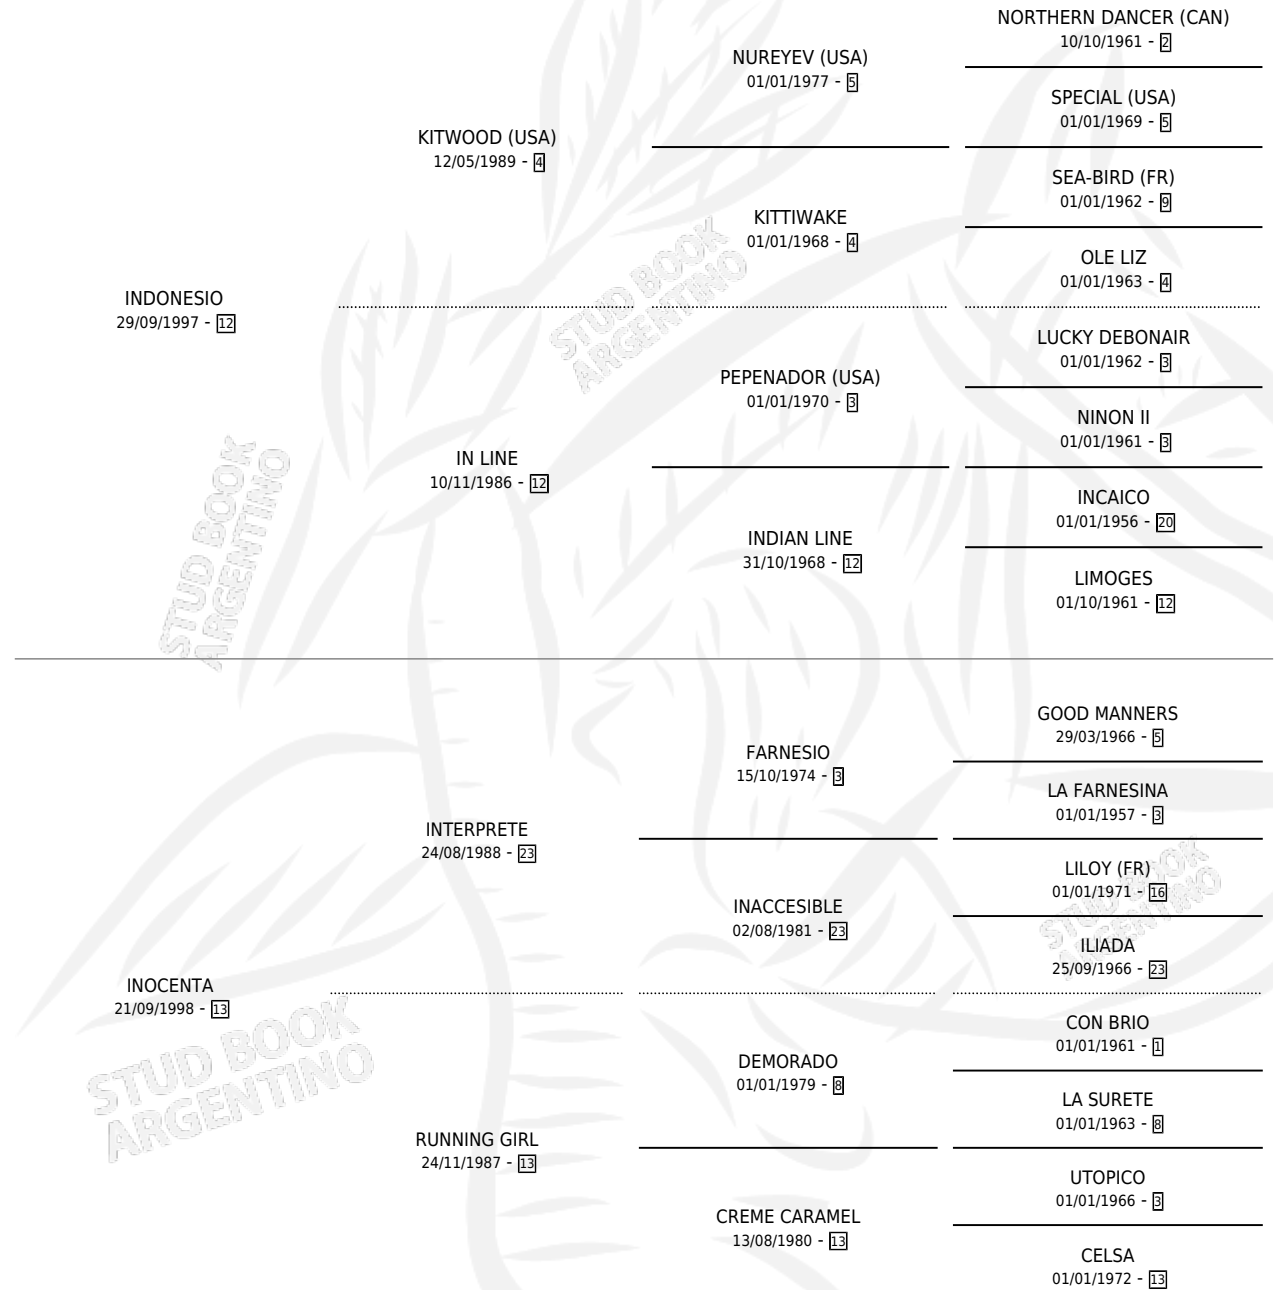 NORTHERN DANCER (CAN)
10/10/1961 - 2
NUREYEV (USA)
01/01/1977 - 5
SPECIAL (USA)
01/01/1969 - 5
KITWOOD (USA)
12/05/1989 - 4
SEA-BIRD (FR)
01/01/1962 - 9
KITTIWAKE
01/01/1968 - 4
OLE LIZ
01/01/1963 - 4
INDONESIO
29/09/1997 - 12
LUCKY DEBONAIR
01/01/1962 - 3
PEPENADOR (USA)
01/01/1970 - 3
NINON II
01/01/1961 - 3
IN LINE
10/11/1986 - 12
INCAICO
01/01/1956 - 20
INDIAN LINE
31/10/1968 - 12
LIMOGES
01/10/1961 - 12
GOOD MANNERS
29/03/1966 - 5
FARNESIO
15/10/1974 - 3
LA FARNESINA
01/01/1957 - 3
INTERPRETE
24/08/1988 - 23
LILOY (FR)
01/01/1971 - 16
INACCESIBLE
02/08/1981 - 23
ILIADA
25/09/1966 - 23
INOCENTA
21/09/1998 - 13
CON BRIO
01/01/1961 - 1
DEMORADO
01/01/1979 - 8
LA SURETE
01/01/1963 - 8
RUNNING GIRL
24/11/1987 - 13
UTOPICO
01/01/1966 - 3
CREME CARAMEL
13/08/1980 - 13
CELSA
01/01/1972 - 13
STUD BOOK
ARGENTINO
STUD BOOK
ARGENTINO
STUD BOOK
ARGENTINO
STUD BOOK
ARGENTINO